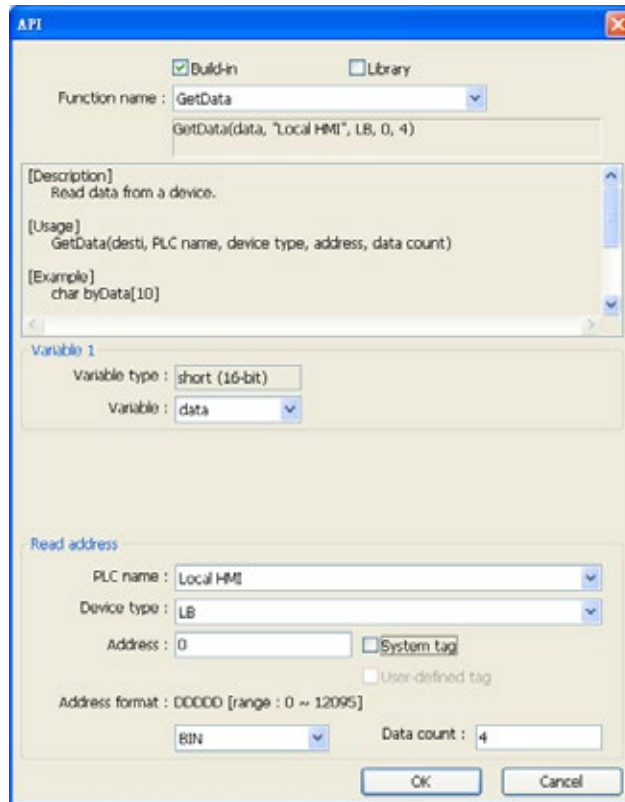 API
Build-in Library
Function name : GetData
GetData(data, "Local HMI", LB, 0, 4)
[Description]
Read data from a device.
[Usage]
GetData(desti, PLC name, device type, address, data count)
[Example]
char byData[10]
Variable 1
Variable type : short (16-bit)
Variable : data
Read address
PLC name : Local HMI
Device type : LB
Address : 0 System tag
User-defined tag
Address format : DDDDD [range : 0 ~ 12095]
BIN Data count : 4
OK Cancel